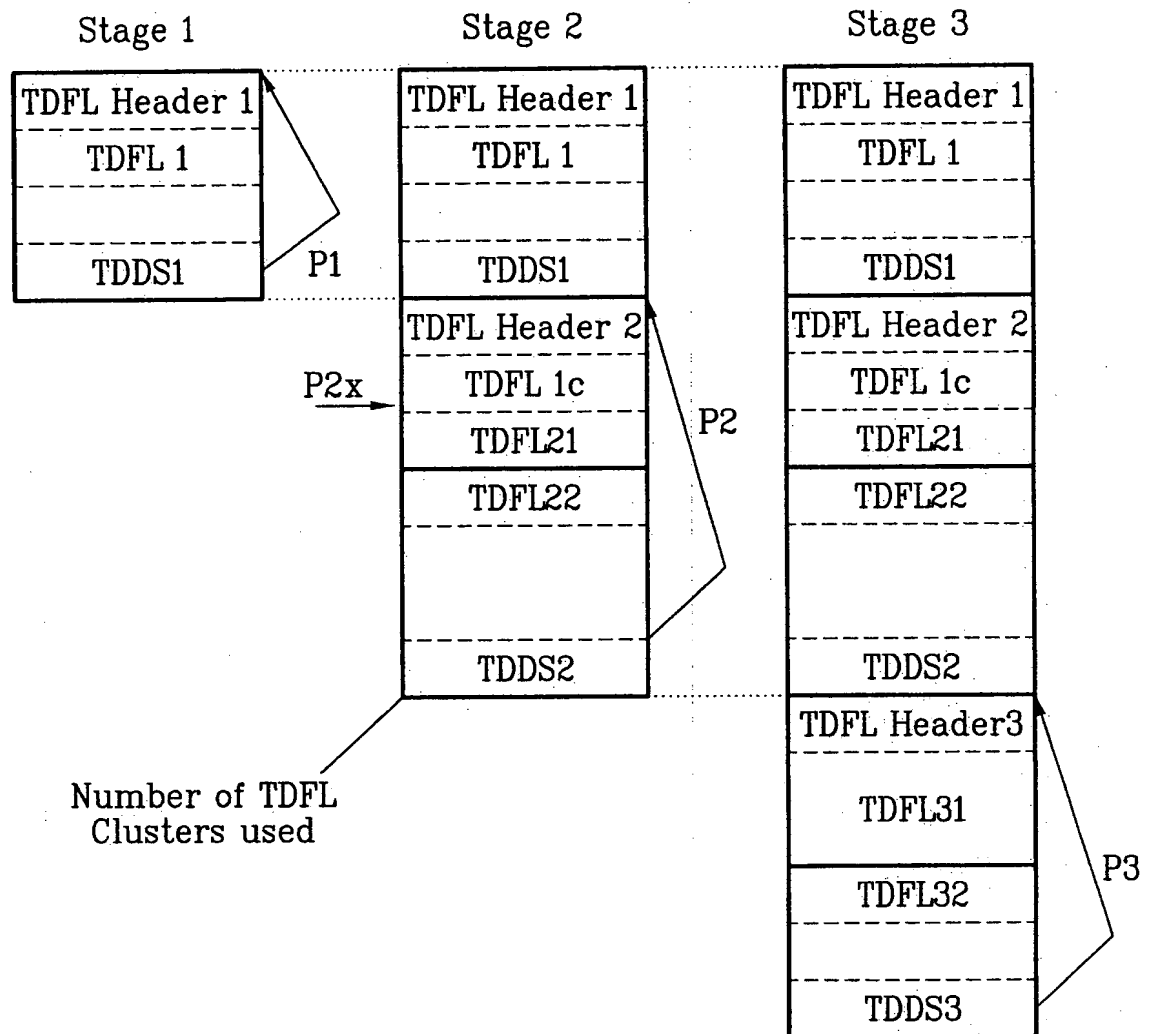 Stage 1
Stage 2
Stage 3
TDFL Header 1
TDFL 1
TDDS1
P1
TDFL Header 1
TDFL 1
TDDS1
TDFL Header 2
P2x
TDFL 1c
TDFL21
TDFL22
TDDS2
P2
Number of TDFL
Clusters used
TDFL Header 1
TDFL 1
TDDS1
TDFL Header 2
TDFL 1c
TDFL21
TDFL22
TDDS2
TDFL Header3
TDFL31
TDFL32
TDDS3
P3